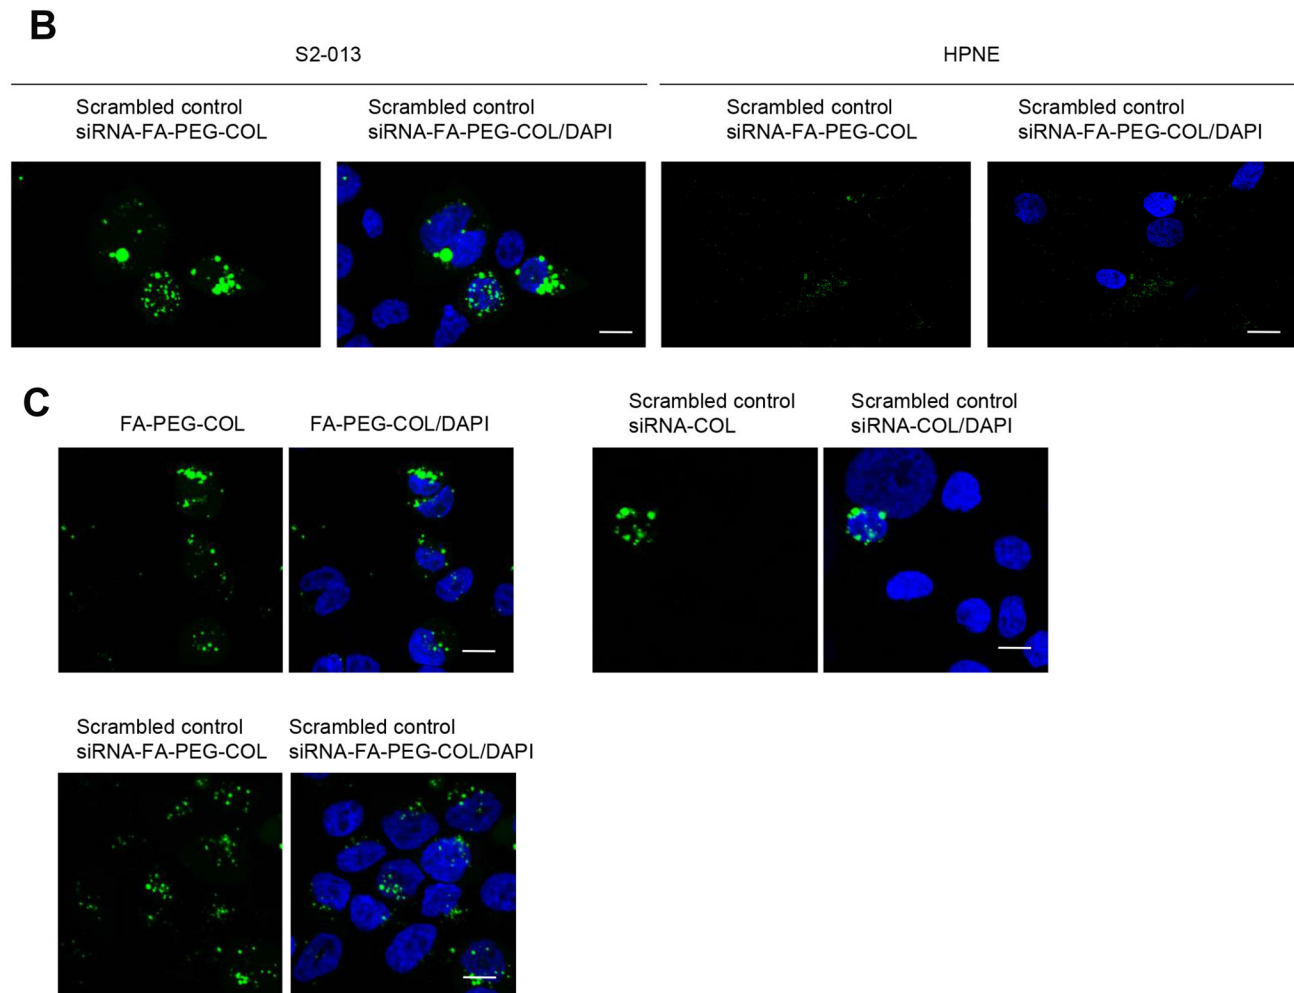 B
S2-013
HPNE
Scrambled control
siRNA-FA-PEG-COL
Scrambled control
siRNA-FA-PEG-COL/DAPI
Scrambled control
siRNA-FA-PEG-COL
Scrambled control
siRNA-FA-PEG-COL/DAPI
C
FA-PEG-COL
FA-PEG-COL/DAPI
Scrambled control
siRNA-COL
Scrambled control
siRNA-COL/DAPI
Scrambled control
siRNA-FA-PEG-COL
Scrambled control
siRNA-FA-PEG-COL/DAPI